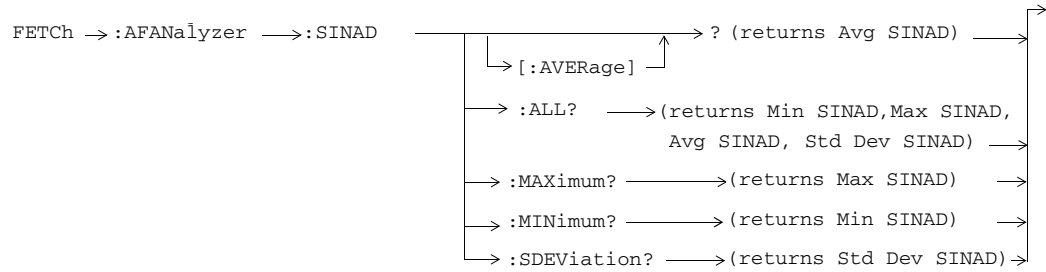 FETCh :AFANalyzer :SINAD ? (returns Avg SINAD)
[:AVERage]
:ALL? (returns Min SINAD,Max SINAD,
Avg SINAD, Std Dev SINAD)
:MAXimum? (returns Max SINAD)
:MINimum? (returns Min SINAD)
:SDEViation? (returns Std Dev SINAD)